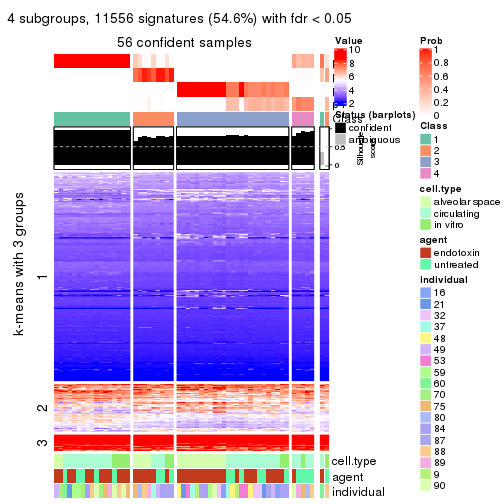 4 subgroups, 11556 signatures (54.6%) with fdr < 0.05
56 confident samples
k-means with 3 groups
1
2
3
Class
1
0.5
0
Silhouette
score
cell.type
agent
individual
Value
10
8
6
4
2
Status (barplots)
confident
ambiguous
Prob
1
0.8
0.6
0.4
0.2
0
Class
1
2
3
4
cell.type
alveolar space
circulating
in vitro
agent
endotoxin
untreated
individual
16
21
32
37
48
49
53
59
60
70
75
80
84
87
88
89
9
90